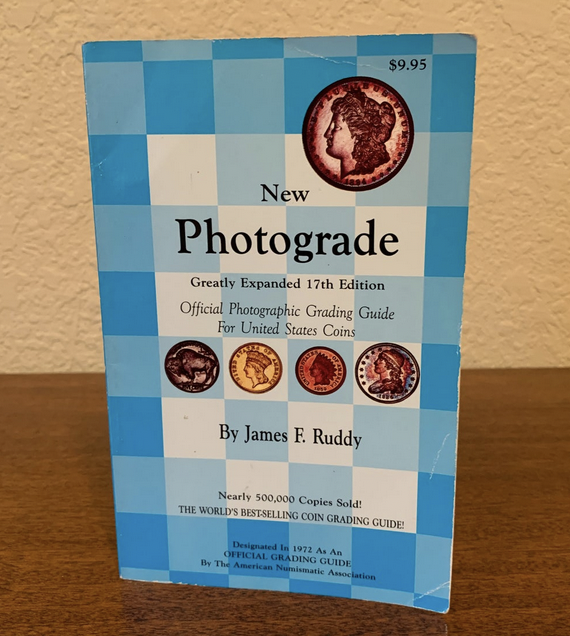 $9.95
New
Photograde
Greatly Expanded 17th Edition
Official Photographic Grading Guide
For United States Coins
By James F. Ruddy
Nearly 500,000 Copies Sold!
THE WORLD'S BEST-SELLING COIN GRADING GUIDE!
Designated In 1972 As An
OFFICIAL GRADING GUIDE
By The American Numismatic Association